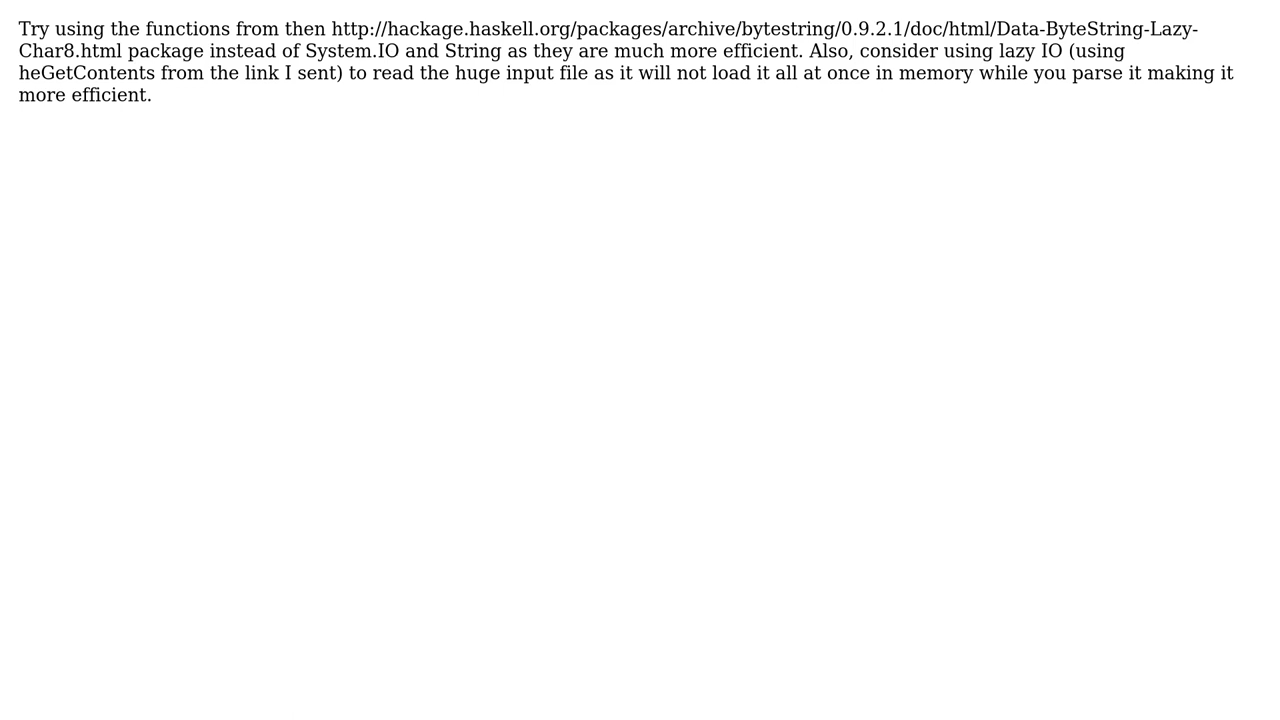 Try using the functions from then http://hackage.haskell.org/packages/archive/bytestring/0.9.2.1/doc/html/Data-ByteString-Lazy-
Char8.html package instead of System.IO and String as they are much more efficient. Also, consider using lazy IO (using
heGetContents from the link I sent) to read the huge input file as it will not load it all at once in memory while you parse it making it
more efficient.